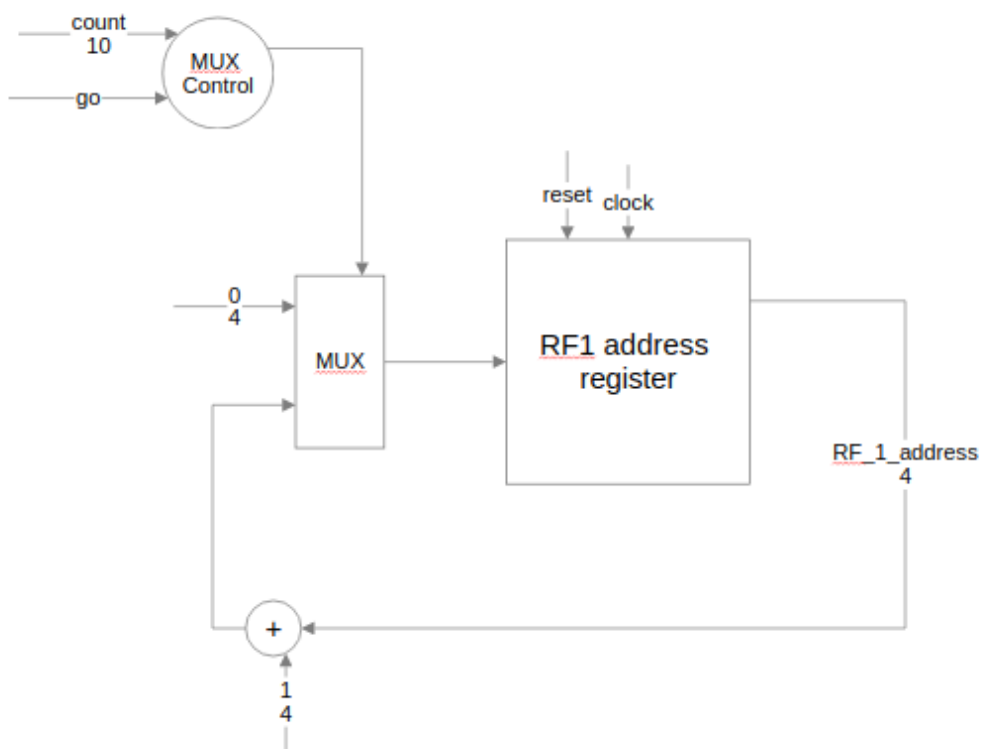 count
10
MUX
Control
go
reset
clock
0
4
MUX
RF1 address
register
RF_1_address
4
+
1
4